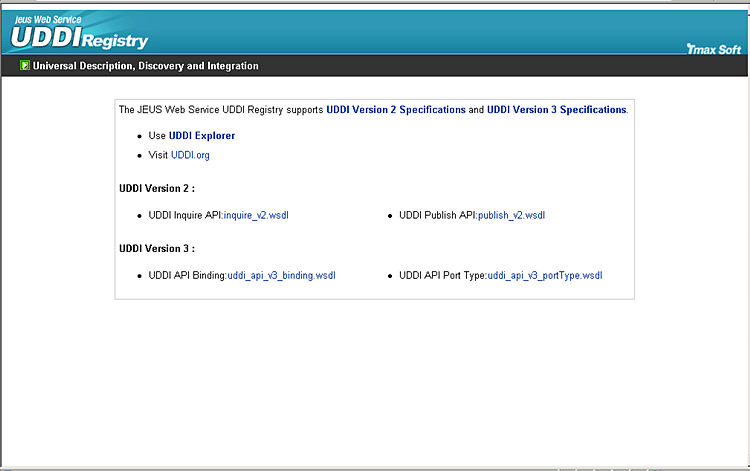 Jeus Web Service
UDDI Registry
Tmax Soft
Universal Description, Discovery and Integration
The JEUS Web Service UDDI Registry supports UDDI Version 2 Specifications and UDDI Version 3 Specifications.
Use UDDI Explorer
Visit UDDI.org
UDDI Version 2 :
UDDI Inquire API:inquire_v2.wsdl
UDDI Publish API:publish_v2.wsdl
UDDI Version 3 :
UDDI API Binding:uddi_api_v3_binding.wsdl
UDDI API Port Type:uddi_api_v3_portType.wsdl